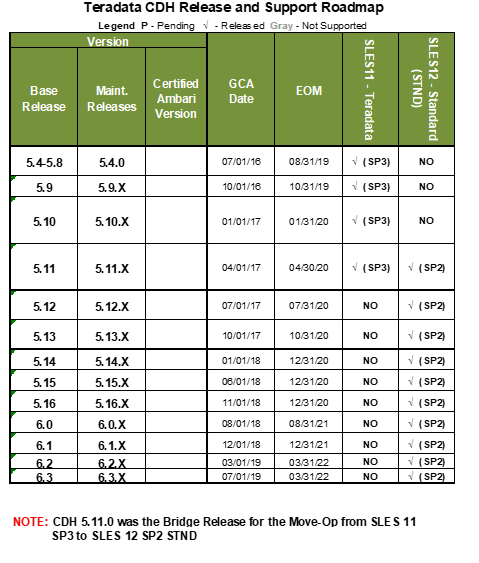 Teradata CDH Release and Support Roadmap
Legend P - Pending √ - Released Gray - Not Supported
Version
Base Release Maint. Releases Certified Ambari Version GCA Date EOM SLES11 - Teradata SLES12 - Standard (STND)
5.4-5.8 5.4.0 07/01/16 08/31/19 √ (SP3) NO
5.9 5.9.X 10/01/16 10/31/19 √ (SP3) NO
5.10 5.10.X 01/01/17 01/31/20 √ (SP3) NO
5.11 5.11.X 04/01/17 04/30/20 √ (SP3) √ (SP2)
5.12 5.12.X 07/01/17 07/31/20 NO √ (SP2)
5.13 5.13.X 10/01/17 10/31/20 NO √ (SP2)
5.14 5.14.X 01/01/18 12/31/20 NO √ (SP2)
5.15 5.15.X 06/01/18 12/31/20 NO √ (SP2)
5.16 5.16.X 11/01/18 12/31/20 NO √ (SP2)
6.0 6.0.X 08/01/18 08/31/21 NO √ (SP2)
6.1 6.1.X 12/01/18 12/31/21 NO √ (SP2)
6.2 6.2.X 03/01/19 03/31/22 NO √ (SP2)
6.3 6.3.X 07/01/19 03/31/22 NO √ (SP2)
NOTE: CDH 5.11.0 was the Bridge Release for the Move-Op from SLES 11
SP3 to SLES 12 SP2 STND